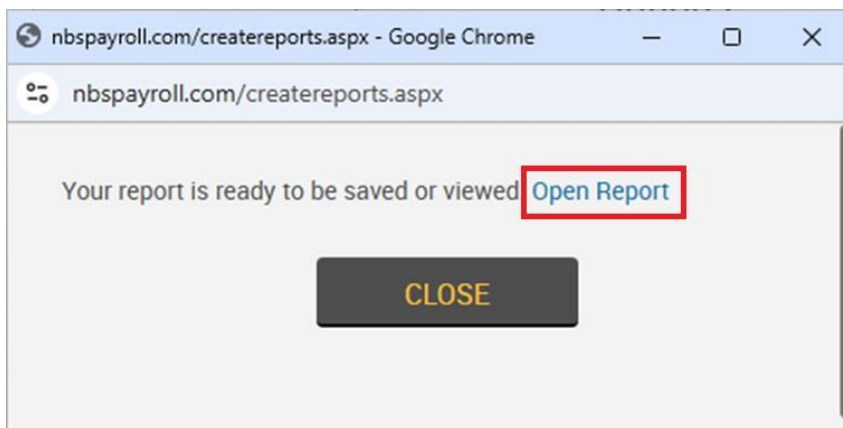 nbspayroll.com/createreports.aspx - Google Chrome
nbspayroll.com/createreports.aspx
Your report is ready to be saved or viewed Open Report
CLOSE